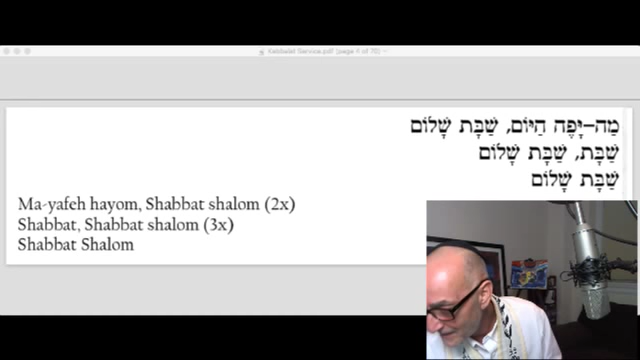 Kabbalat Service.pdf (page 4 of 70)
מַה–יָּפֶה הַיּוֹם, שַׁבָּת שָׁלוֹם
שַׁבָּת, שַׁבָּת שָׁלוֹם
שַׁבָּת שָׁלוֹם
Ma-yafeh hayom, Shabbat shalom (2x)
Shabbat, Shabbat shalom (3x)
Shabbat Shalom